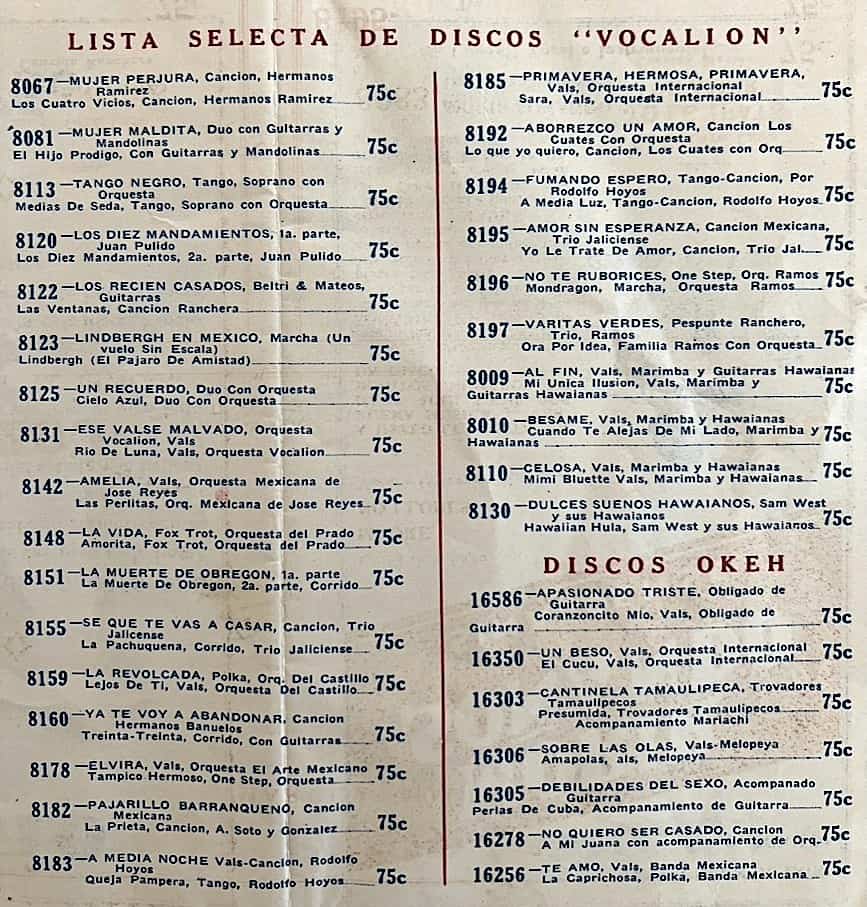 LISTA SELECTA DE DISCOS "VOCALION"
8067—MUJER PERJURA, Cancion, Hermanos
Ramirez
Los Cuatro Vicios, Cancion, Hermanos Ramirez 75c
8081—MUJER MALDITA, Duo con Guitarras y
Mandolinas
El Hijo Prodigo, Con Guitarras y Mandolinas 75c
8113—TANGO NEGRO, Tango, Soprano con
Orquesta
Medias De Seda, Tango, Soprano con Orquesta 75c
8120—LOS DIEZ MANDAMIENTOS, 1a. parte,
Juan Pulido
Los Diez Mandamientos, 2a. parte, Juan Pulido 75c
8122—LOS RECIEN CASADOS, Beltri & Mateos,
Guitarras
Las Ventanas, Cancion Ranchera 75c
8123—LINDBERGH EN MEXICO, Marcha (Un
vuelo Sin Escala)
Lindbergh (El Pajaro De Amistad) 75c
8125—UN RECUERDO, Duo Con Orquesta
Cielo Azul, Duo Con Orquesta 75c
8131—ESE VALSE MALVADO, Orquesta
Vocalion, Vals
Rio De Luna, Vals, Orquesta Vocalion 75c
8142—AMELIA, Vals, Orquesta Mexicana de
Jose Reyes
Las Perlitas, Orq. Mexicana de Jose Reyes 75c
8148—LA VIDA, Fox Trot, Orquesta del Prado
Amorita, Fox Trot, Orquesta del Prado 75c
8151—LA MUERTE DE OBREGON, 1a. parte
La Muerte De Obregon, 2a. parte, Corrido 75c
8155—SE QUE TE VAS A CASAR, Cancion, Trio
Jalicense
La Pachuquena, Corrido, Trio Jaliciense 75c
8159—LA REVOLCADA, Polka, Orq. Del Castillo
Lejos De Ti, Vals, Orquesta Del Castillo 75c
8160—YA TE VOY A ABANDONAR, Cancion
Hermanos Banuelos
Treinta-Treinta, Corrido, Con Guitarras 75c
8178—ELVIRA, Vals, Orquesta El Arte Mexicano
Tampico Hermoso, One Step, Orquesta 75c
8182—PAJARILLO BARRANQUENO, Cancion
Mexicana
La Prieta, Cancion, A. Soto y Gonzalez 75c
8183—A MEDIA NOCHE Vals-Cancion, Rodolfo
Hoyos
Queja Pampera, Tango, Rodolfo Hoyos 75c
8185—PRIMAVERA, HERMOSA, PRIMAVERA,
Vals, Orquesta Internacional
Sara, Vals, Orquesta Internacional 75c
8192—ABORREZCO UN AMOR, Cancion Los
Cuates Con Orquesta
Lo que yo quiero, Cancion, Los Cuates con Orq 75c
8194—FUMANDO ESPERO, Tango-Cancion, Por
Rodolfo Hoyos
A Media Luz, Tango-Cancion, Rodolfo Hoyos 75c
8195—AMOR SIN ESPERANZA, Cancion Mexicana,
Trio Jaliciense
Yo Le Trate De Amor, Cancion, Trio Jal. 75c
8196—NO TE RUBORICES, One Step, Orq. Ramos
Mondragon, Marcha, Orquesta Ramos 75c
8197—VARITAS VERDES, Pespunte Ranchero,
Trio, Ramos
Ora Por Idea, Familia Ramos Con Orquesta 75c
8009—AL FIN, Vals, Marimba y Guitarras Hawaianas
Mi Unica Ilusion, Vals, Marimba y
Guitarras Hawaianas 75c
8010—BESAME, Vals, Marimba y Hawaianas
Cuando Te Alejas De Mi Lado, Marimba y
Hawaianas 75c
8110—CELOSA, Vals, Marimba y Hawaianas
Mimi Bluette Vals, Marimba y Hawaianas 75c
8130—DULCES SUENOS HAWAIANOS, Sam West
y sus Hawaianos
Hawaiian Hula, Sam West y sus Hawaianos 75c
DISCOS OKEH
16586—APASIONADO TRISTE, Obligado de
Guitarra
Coranzoncito Mio, Vals, Obligado de
Guitarra 75c
16350—UN BESO, Vals, Orquesta Internacional
El Cucu, Vals, Orquesta Internacional 75c
16303—CANTINELA TAMAULIPECA, Trovadores
Tamaulipecos
Presumida, Trovadores Tamaulipecos
Acompanamiento Mariachi 75c
16306—SOBRE LAS OLAS, Vals-Melopeya
Amapolas, als, Melopeya 75c
16305—DEBILIDADES DEL SEXO, Acompanado
Guitarra
Perlas De Cuba, Acompanamiento de Guitarra 75c
16278—NO QUIERO SER CASADO, Cancion
A Mi Juana con acompanamiento de Orq. 75c
16256—TE AMO, Vals, Banda Mexicana
La Caprichosa, Polka, Banda Mexicana 75c